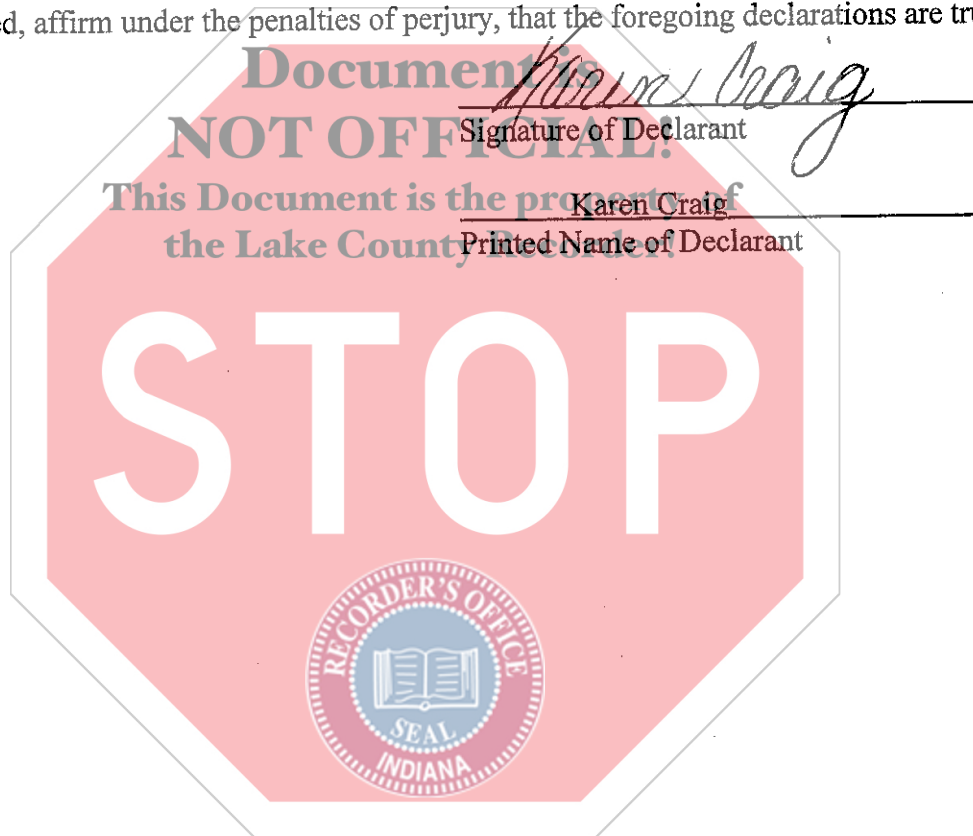 ed, affirm under the penalties of perjury, that the foregoing declarations are tru
Document is
Karen Craig
NOT OFFICIAL!
Signature of Declarant
This Document is the property of
Karen Craig
the Lake County Recorder!
Printed Name of Declarant
STOP
RECORDER'S OFFICE
SEAL
INDIANA